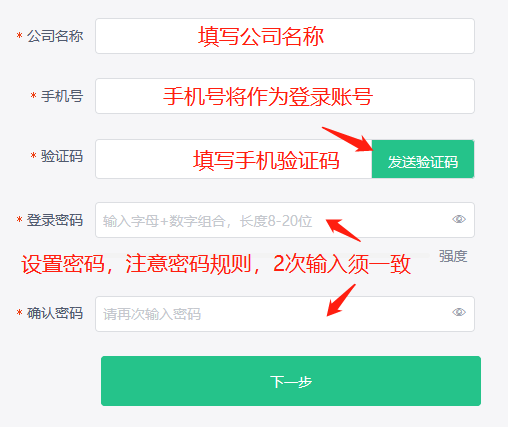 * 公司名称 填写公司名称
* 手机号 手机号将作为登录账号
* 验证码 填写手机验证码 发送验证码
* 登录密码 输入字母+数字组合，长度8-20位
强度
设置密码，注意密码规则，2次输入须一致
* 确认密码 请再次输入密码
下一步